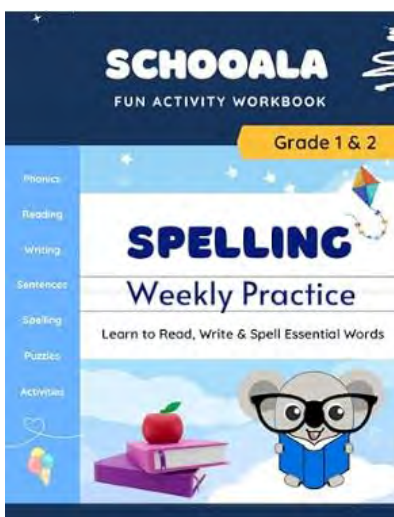 SCHOOALA
FUN ACTIVITY WORKBOOK
Grade 1 & 2
Phonics
Reading
Writing
Sentences
Spelling
Puzzles
Activities
SPELLING
Weekly Practice
Learn to Read, Write & Spell Essential Words